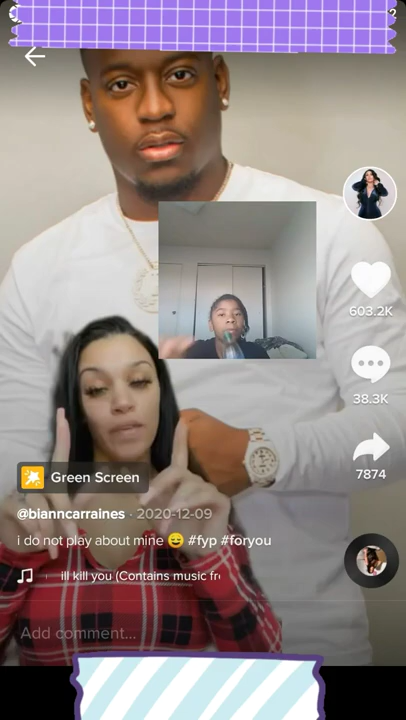 603.2K
38.3K
7874
Green Screen
@bianncarraines · 2020-12-09
i do not play about mine 😅 #fyp #foryou
ill kill you (Contains music fr
Add comment...